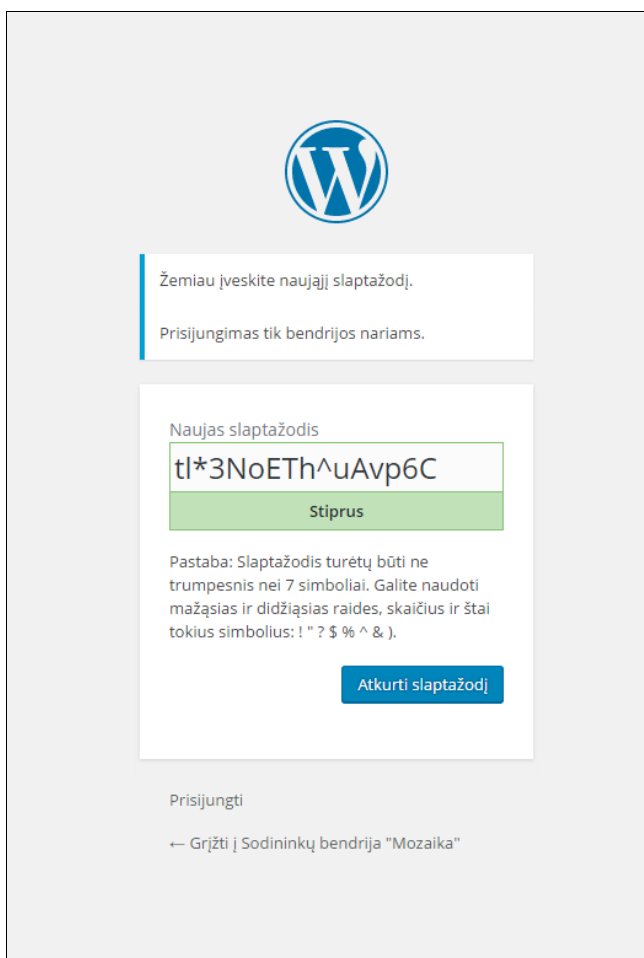 Žemiau įveskite naująjį slaptažodį.
Prisijungimas tik bendrijos nariams.
Naujas slaptažodis
tl*3NoETh^uAvp6C
Stiprus
Pastaba: Slaptažodis turėtų būti ne
trumpesnis nei 7 simboliai. Galite naudoti
mažąsias ir didžiąsias raides, skaičius ir štai
tokius simbolius: ! " ? $ % ^ & ).
Atkurti slaptažodį
Prisijungti
← Grįžti į Sodininkų bendrija "Mozaika"